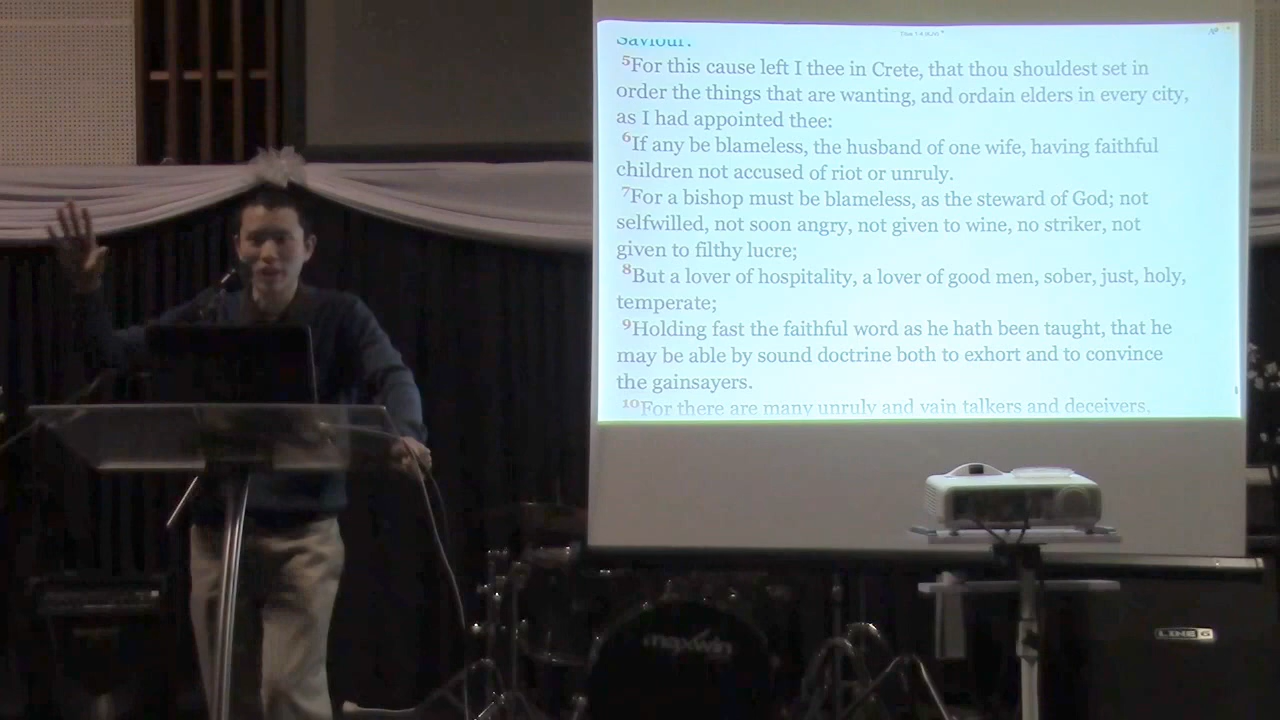 Saviour.
⁵For this cause left I thee in Crete, that thou shouldest set in
order the things that are wanting, and ordain elders in every city,
as I had appointed thee:
⁶If any be blameless, the husband of one wife, having faithful
children not accused of riot or unruly.
⁷For a bishop must be blameless, as the steward of God; not
selfwilled, not soon angry, not given to wine, no striker, not
given to filthy lucre;
⁸But a lover of hospitality, a lover of good men, sober, just, holy,
temperate;
⁹Holding fast the faithful word as he hath been taught, that he
may be able by sound doctrine both to exhort and to convince
the gainsayers.
¹⁰For there are many unruly and vain talkers and deceivers,
maxwin
LINE 6